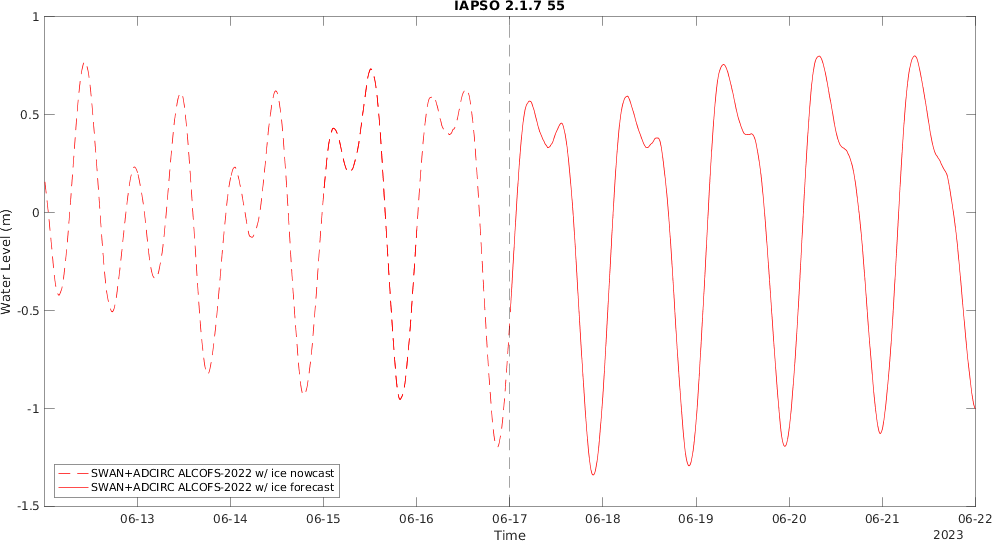 IAPSO 2.1.7 55
1
0.5
0
-0.5
-1
-1.5
Water Level (m)
SWAN+ADCIRC ALCOFS-2022 w/ ice nowcast
SWAN+ADCIRC ALCOFS-2022 w/ ice forecast
06-13 06-14 06-15 06-16 06-17 06-18 06-19 06-20 06-21 06-22
Time
2023